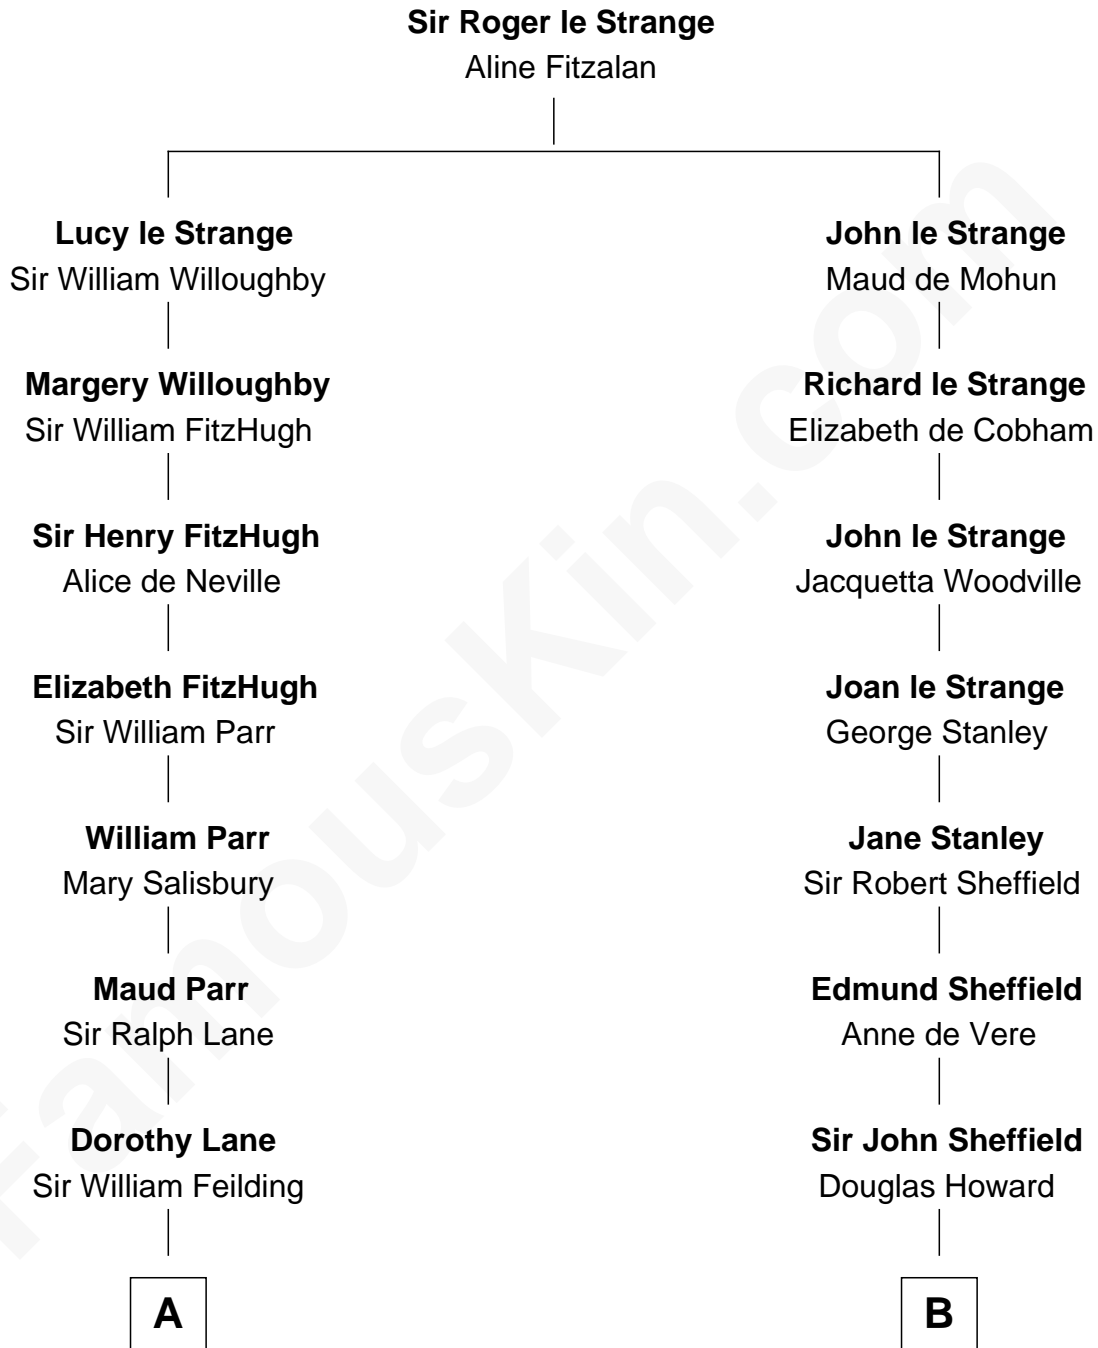 Sir Roger le Strange
Aline Fitzalan
Lucy le Strange
Sir William Willoughby
John le Strange
Maud de Mohun
Margery Willoughby
Sir William FitzHugh
Richard le Strange
Elizabeth de Cobham
Sir Henry FitzHugh
Alice de Neville
John le Strange
Jacquetta Woodville
Elizabeth FitzHugh
Sir William Parr
Joan le Strange
George Stanley
William Parr
Mary Salisbury
Jane Stanley
Sir Robert Sheffield
Maud Parr
Sir Ralph Lane
Edmund Sheffield
Anne de Vere
Dorothy Lane
Sir William Feilding
Sir John Sheffield
Douglas Howard
A
B
FamousKin.com